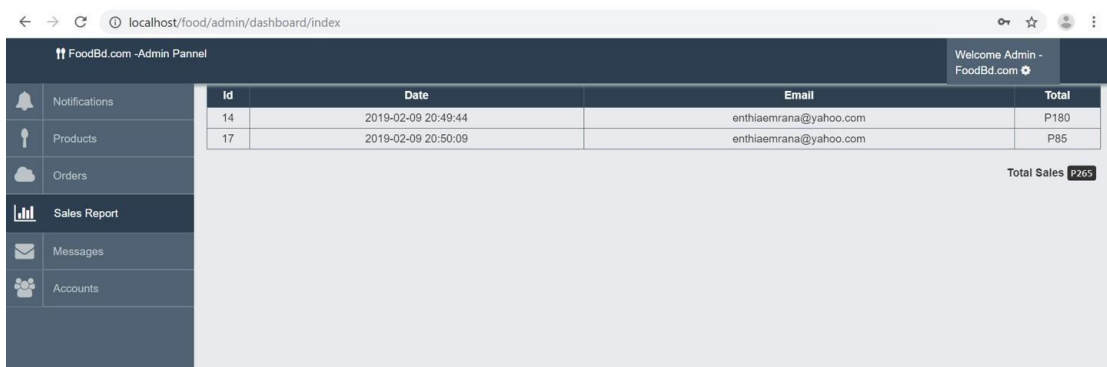 localhost/food/admin/dashboard/index
FoodBd.com -Admin Pannel
Welcome Admin -
FoodBd.com
Notifications
Products
Orders
Sales Report
Messages
Accounts
Id Date Email Total
14 2019-02-09 20:49:44 enthiaemrana@yahoo.com P180
17 2019-02-09 20:50:09 enthiaemrana@yahoo.com P85
Total Sales P265